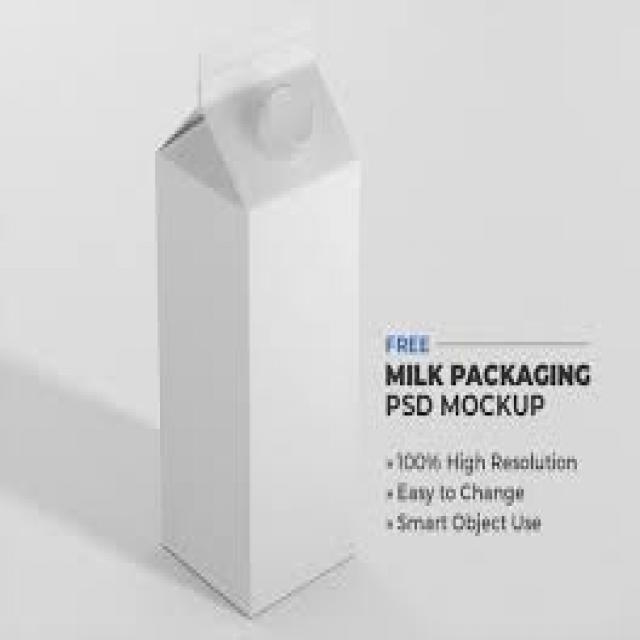 FREE
MILK PACKAGING
PSD MOCKUP
» 100% High Resolution
» Easy to Change
» Smart Object Use